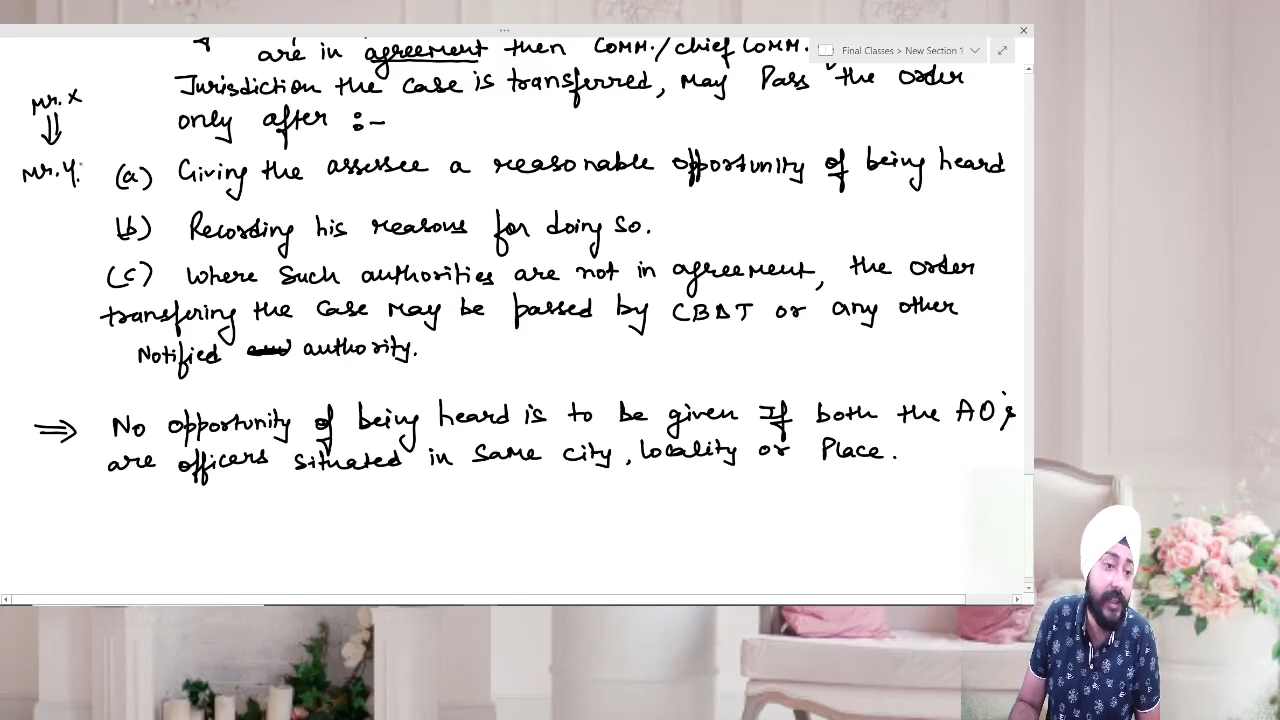 Final Classes > New Section 1
are in agreement then Comm./chief Comm.
Jurisdiction the case is transferred, may Pass the order
only after :-
Mr. X
Mr. Y.
(a) Giving the assessee a reasonable opportunity of being heard
(b) Recording his reasons for doing so.
(c) where such authorities are not in agreement, the order
transfering the case may be passed by CBDT or any other
Notified authority.
⇒ No opportunity of being heard is to be given If both the AO's
are officers situated in same city, locality or Place.